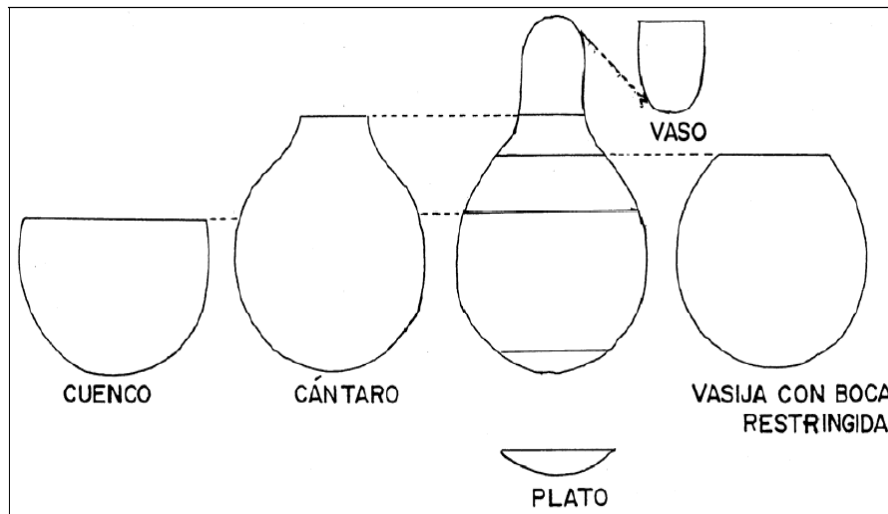 VASO
CUENCO
CÁNTARO
VASIJA CON BOCA
RESTRINGIDA
PLATO